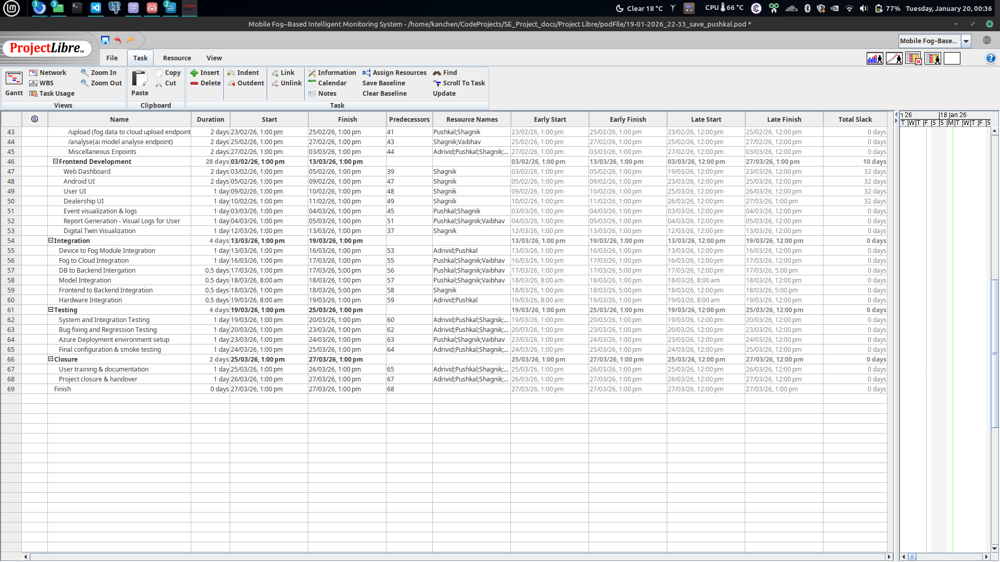 Clear 18 °C CPU 66 °C 77% Tuesday, January 20, 00:36
Mobile Fog–Based Intelligent Monitoring System - /home/kanchen/CodeProjects/SE_Project_docs/Project Libre/podFile/19-01-2026_22-33_save_pushkal.pod *
ProjectLibre™ Mobile Fog–Base...
File Task Resource View
Network Zoom In Copy Insert Indent Link Information Assign Resources Find
WBS Zoom Out Cut Delete Outdent Unlink Calendar Save Baseline Scroll To Task
Gantt Task Usage Paste Notes Clear Baseline Update
Views Clipboard Task
Name Duration Start Finish Predecessors Resource Names Early Start Early Finish Late Start Late Finish Total Slack
n 26 18 Jan 26
T W T F S S M T W T F S
43 /upload (fog data to cloud upload endpoint 2 days 23/02/26, 1:00 pm 25/02/26, 1:00 pm 41 Pushkal;Shagnik 23/02/26, 1:00 pm 25/02/26, 1:00 pm 23/02/26, 12:00 pm 25/02/26, 12:00 pm 0 days
44 /analyse(ai model analyse endpoint) 2 days 25/02/26, 1:00 pm 27/02/26, 1:00 pm 43 Shagnik;Vaibhav 25/02/26, 1:00 pm 27/02/26, 1:00 pm 25/02/26, 12:00 pm 27/02/26, 12:00 pm 0 days
45 Miscellaneous Enpoints 2 days 27/02/26, 1:00 pm 03/03/26, 1:00 pm 44 Adrivid;Pushkal;Shagnik;... 27/02/26, 1:00 pm 03/03/26, 1:00 pm 27/02/26, 12:00 pm 03/03/26, 12:00 pm 0 days
46 Frontend Development 28 days 03/02/26, 1:00 pm 13/03/26, 1:00 pm 03/02/26, 1:00 pm 13/03/26, 1:00 pm 03/03/26, 12:00 pm 27/03/26, 1:00 pm 10 days
47 Web Dashboard 2 days 03/02/26, 1:00 pm 05/02/26, 1:00 pm 39 Shagnik 03/02/26, 1:00 pm 05/02/26, 1:00 pm 19/03/26, 12:00 pm 23/03/26, 12:00 pm 32 days
48 Android UI 2 days 05/02/26, 1:00 pm 09/02/26, 1:00 pm 47 Shagnik 05/02/26, 1:00 pm 09/02/26, 1:00 pm 23/03/26, 12:00 pm 25/03/26, 12:00 pm 32 days
49 User UI 1 day 09/02/26, 1:00 pm 10/02/26, 1:00 pm 48 Shagnik 09/02/26, 1:00 pm 10/02/26, 1:00 pm 25/03/26, 12:00 pm 26/03/26, 12:00 pm 32 days
50 Dealership UI 1 day 10/02/26, 1:00 pm 11/02/26, 1:00 pm 49 Shagnik 10/02/26, 1:00 pm 11/02/26, 1:00 pm 26/03/26, 12:00 pm 27/03/26, 1:00 pm 32 days
51 Event visualization & logs 1 day 03/03/26, 1:00 pm 04/03/26, 1:00 pm 45 Pushkal;Shagnik 03/03/26, 1:00 pm 04/03/26, 1:00 pm 03/03/26, 12:00 pm 04/03/26, 12:00 pm 0 days
52 Report Generation - Visual Logs for User 1 day 04/03/26, 1:00 pm 05/03/26, 1:00 pm 51 Pushkal;Shagnik;Vaibhav 04/03/26, 1:00 pm 05/03/26, 1:00 pm 04/03/26, 12:00 pm 05/03/26, 12:00 pm 0 days
53 Digital Twin Visualization 1 day 12/03/26, 1:00 pm 13/03/26, 1:00 pm 37 Shagnik 12/03/26, 1:00 pm 13/03/26, 1:00 pm 12/03/26, 12:00 pm 13/03/26, 12:00 pm 0 days
54 Integration 4 days 13/03/26, 1:00 pm 19/03/26, 1:00 pm 13/03/26, 1:00 pm 19/03/26, 1:00 pm 13/03/26, 12:00 pm 19/03/26, 12:00 pm 0 days
55 Device to Fog Module Integration 1 day 13/03/26, 1:00 pm 16/03/26, 1:00 pm 53 Adrivid;Pushkal 13/03/26, 1:00 pm 16/03/26, 1:00 pm 13/03/26, 12:00 pm 16/03/26, 12:00 pm 0 days
56 Fog to Cloud Integration 1 day 16/03/26, 1:00 pm 17/03/26, 1:00 pm 55 Pushkal;Shagnik;Vaibhav 16/03/26, 1:00 pm 17/03/26, 1:00 pm 16/03/26, 12:00 pm 17/03/26, 12:00 pm 0 days
57 DB to Backend Intergation 0.5 days 17/03/26, 1:00 pm 17/03/26, 5:00 pm 56 Pushkal;Shagnik;Vaibhav 17/03/26, 1:00 pm 17/03/26, 5:00 pm 17/03/26, 12:00 pm 17/03/26, 5:00 pm 0 days
58 Model Integration 0.5 days 18/03/26, 8:00 am 18/03/26, 1:00 pm 57 Pushkal;Shagnik;Vaibhav 18/03/26, 8:00 am 18/03/26, 1:00 pm 18/03/26, 8:00 am 18/03/26, 12:00 pm 0 days
59 Frontend to Backend Integration 0.5 days 18/03/26, 1:00 pm 18/03/26, 5:00 pm 58 Shagnik 18/03/26, 1:00 pm 18/03/26, 5:00 pm 18/03/26, 12:00 pm 18/03/26, 5:00 pm 0 days
60 Hardware Integration 0.5 days 19/03/26, 8:00 am 19/03/26, 1:00 pm 59 Adrivid;Pushkal 19/03/26, 8:00 am 19/03/26, 1:00 pm 19/03/26, 8:00 am 19/03/26, 12:00 pm 0 days
61 Testing 4 days 19/03/26, 1:00 pm 25/03/26, 1:00 pm 19/03/26, 1:00 pm 25/03/26, 1:00 pm 19/03/26, 12:00 pm 25/03/26, 12:00 pm 0 days
62 System and Integration Testing 1 day 19/03/26, 1:00 pm 20/03/26, 1:00 pm 60 Adrivid;Pushkal;Shagnik;... 19/03/26, 1:00 pm 20/03/26, 1:00 pm 19/03/26, 12:00 pm 20/03/26, 12:00 pm 0 days
63 Bug fixing and Regression Testing 1 day 20/03/26, 1:00 pm 23/03/26, 1:00 pm 62 Adrivid;Pushkal;Shagnik;... 20/03/26, 1:00 pm 23/03/26, 1:00 pm 20/03/26, 12:00 pm 23/03/26, 12:00 pm 0 days
64 Azure Deployment environment setup 1 day 23/03/26, 1:00 pm 24/03/26, 1:00 pm 63 Pushkal;Shagnik;Vaibhav 23/03/26, 1:00 pm 24/03/26, 1:00 pm 23/03/26, 12:00 pm 24/03/26, 12:00 pm 0 days
65 Final configuration & smoke testing 1 day 24/03/26, 1:00 pm 25/03/26, 1:00 pm 64 Adrivid;Pushkal;Shagnik;... 24/03/26, 1:00 pm 25/03/26, 1:00 pm 24/03/26, 12:00 pm 25/03/26, 12:00 pm 0 days
66 Closure 2 days 25/03/26, 1:00 pm 27/03/26, 1:00 pm 25/03/26, 1:00 pm 27/03/26, 1:00 pm 25/03/26, 12:00 pm 27/03/26, 12:00 pm 0 days
67 User training & documentation 1 day 25/03/26, 1:00 pm 26/03/26, 1:00 pm 65 Adrivid;Pushkal;Shagnik;... 25/03/26, 1:00 pm 26/03/26, 1:00 pm 25/03/26, 12:00 pm 26/03/26, 12:00 pm 0 days
68 Project closure & handover 1 day 26/03/26, 1:00 pm 27/03/26, 1:00 pm 67 Adrivid;Pushkal;Shagnik;... 26/03/26, 1:00 pm 27/03/26, 1:00 pm 26/03/26, 12:00 pm 27/03/26, 12:00 pm 0 days
69 Finish 0 days 27/03/26, 1:00 pm 27/03/26, 1:00 pm 68 27/03/26, 1:00 pm 27/03/26, 1:00 pm 27/03/26, 12:00 pm 27/03/26, 1:00 pm 0 days